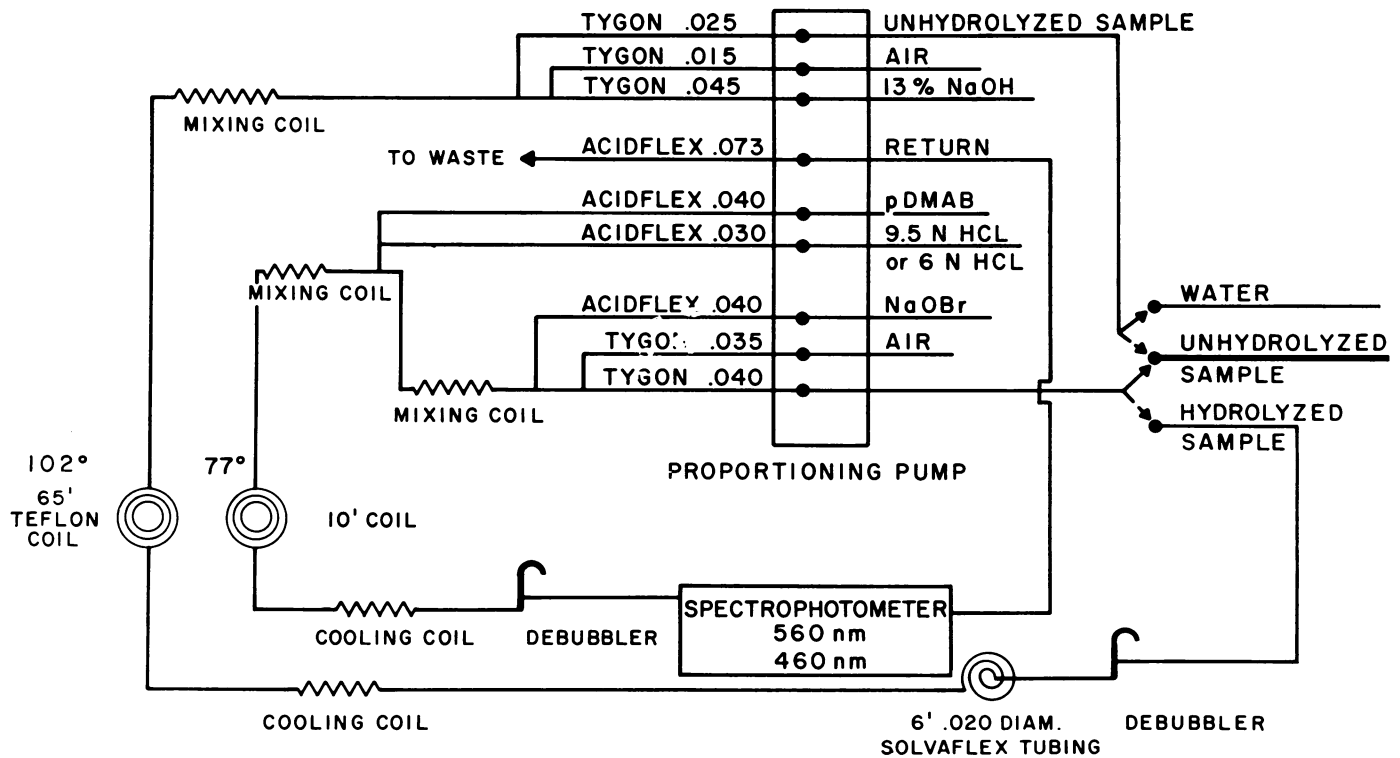 TYGON .025 UNHYDROLYZED SAMPLE
TYGON .015 AIR
TYGON .045 13% NaOH
MIXING COIL
TO WASTE ACIDFLEX .073 RETURN
ACIDFLEX .040 pDMAB
ACIDFLEX .030 9.5 N HCL
or 6 N HCL
MIXING COIL
WATER
ACIDFLEX .040 NaOBr
TYGON .035 AIR
UNHYDROLYZED
SAMPLE
TYGON .040
MIXING COIL
HYDROLYZED
SAMPLE
PROPORTIONING PUMP
102°
65'
TEFLON
COIL
77°
10' COIL
COOLING COIL
DEBUBBLER
SPECTROPHOTOMETER
560 nm
460 nm
COOLING COIL
6' .020 DIAM.
SOLVAFLEX TUBING
DEBUBBLER